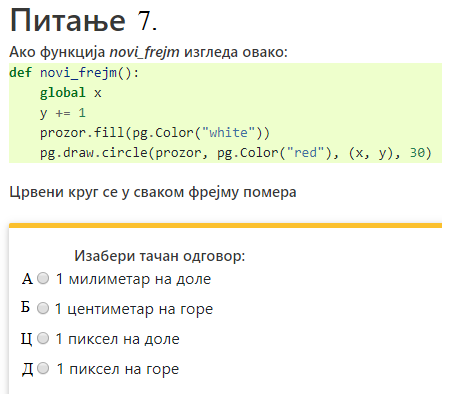 Питање 7.
Ако функција novi_frejm изгледа овако:
def novi_frejm():
    global x
    y += 1
    prozor.fill(pg.Color("white"))
    pg.draw.circle(prozor, pg.Color("red"), (x, y), 30)
Црвени круг се у сваком фрејму помера
Изабери тачан одговор:
А 1 милиметар на доле
Б 1 центиметар на горе
Ц 1 пиксел на доле
Д 1 пиксел на горе